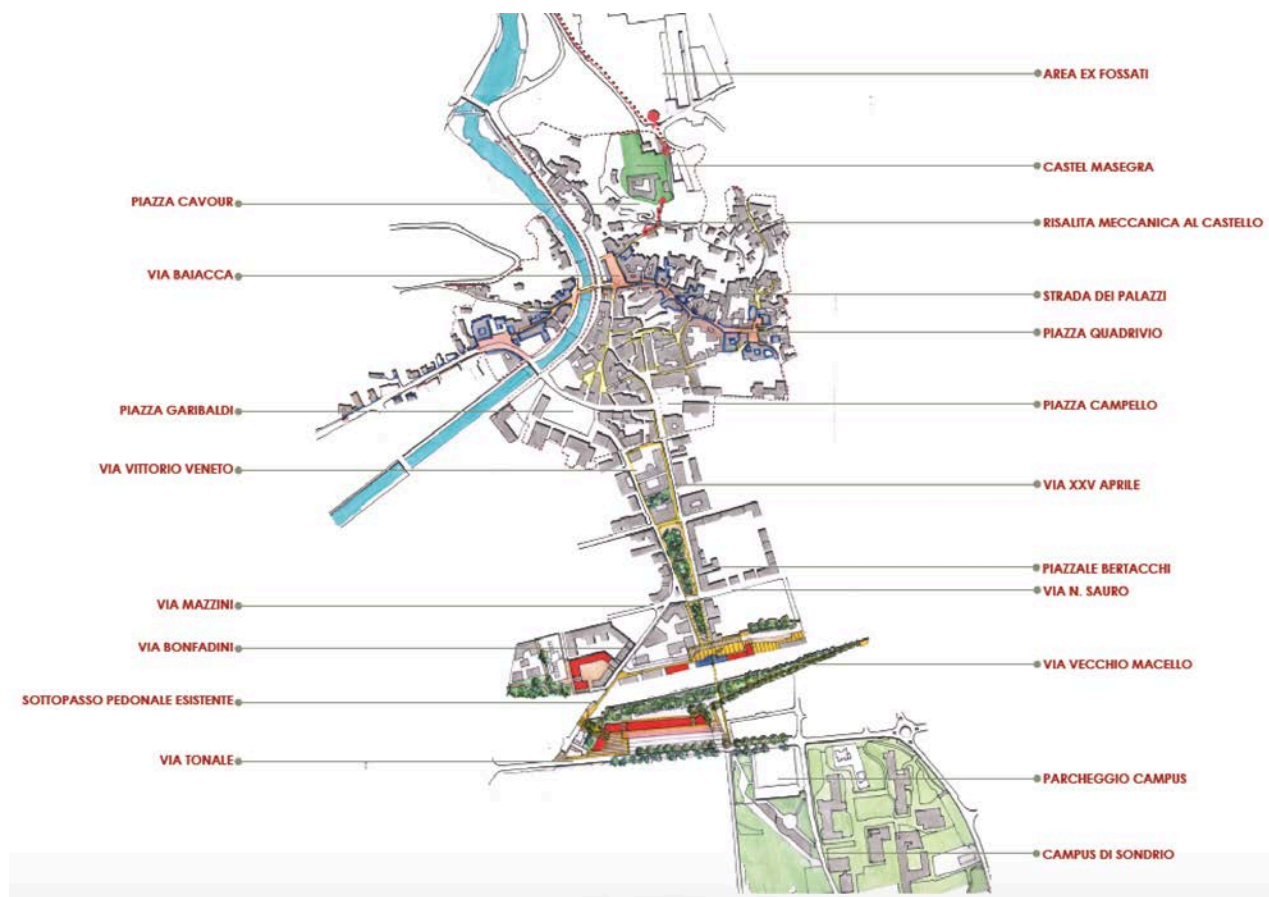 AREA EX FOSSATI
CASTEL MASEGRA
PIAZZA CAVOUR
RISALITA MECCANICA AL CASTELLO
VIA BAIACCA
STRADA DEI PALAZZI
PIAZZA QUADRIVIO
PIAZZA GARIBALDI
PIAZZA CAMPELLO
VIA VITTORIO VENETO
VIA XXV APRILE
PIAZZALE BERTACCHI
VIA N. SAURO
VIA MAZZINI
VIA BONFADINI
VIA VECCHIO MACELLO
SOTTOPASSO PEDONALE ESISTENTE
VIA TONALE
PARCHEGGIO CAMPUS
CAMPUS DI SONDRIO